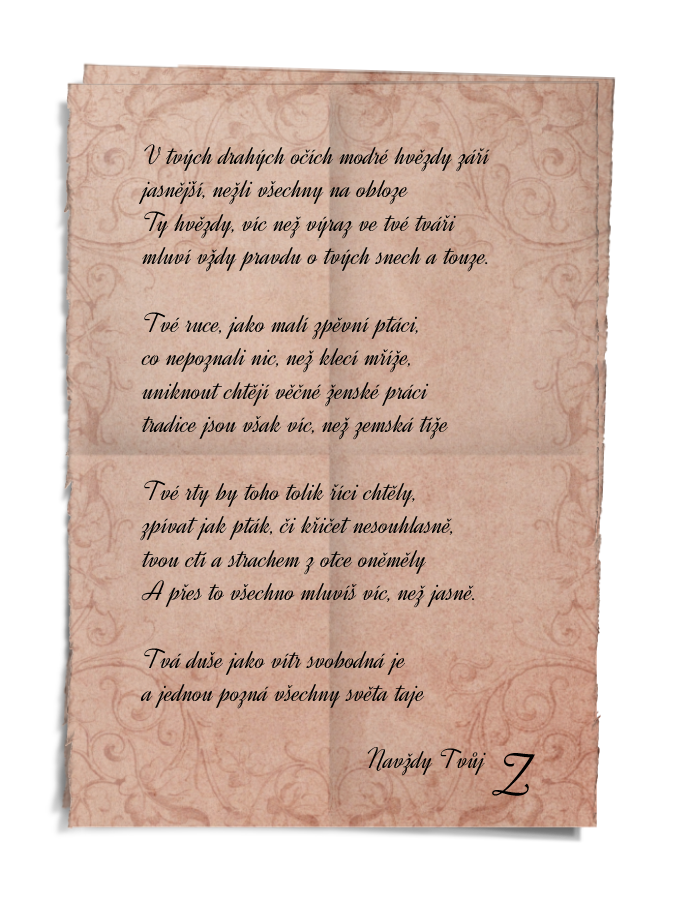 V tvých drahých očích modré hvězdy září
jasnější, nežli všechny na obloze
Ty hvězdy, víc než výraz ve tvé tváři
mluví vždy pravdu o tvých snech a touze.
Tvé ruce, jako malí zpěvní ptáci,
co nepoznali nic, než klecí mříže,
uniknout chtějí věčné ženské práci
tradice jsou však víc, než zemská tíže
Tvé rty by toho tolik říci chtěly,
zpívat jak pták, či křičet nesouhlasně,
tvou ctí a strachem z otce oněměly
A přes to všechno mluvíš víc, než jasně.
Tvá duše jako vítr svobodná je
a jednou pozná všechny světa taje
Navždy Tvůj Z